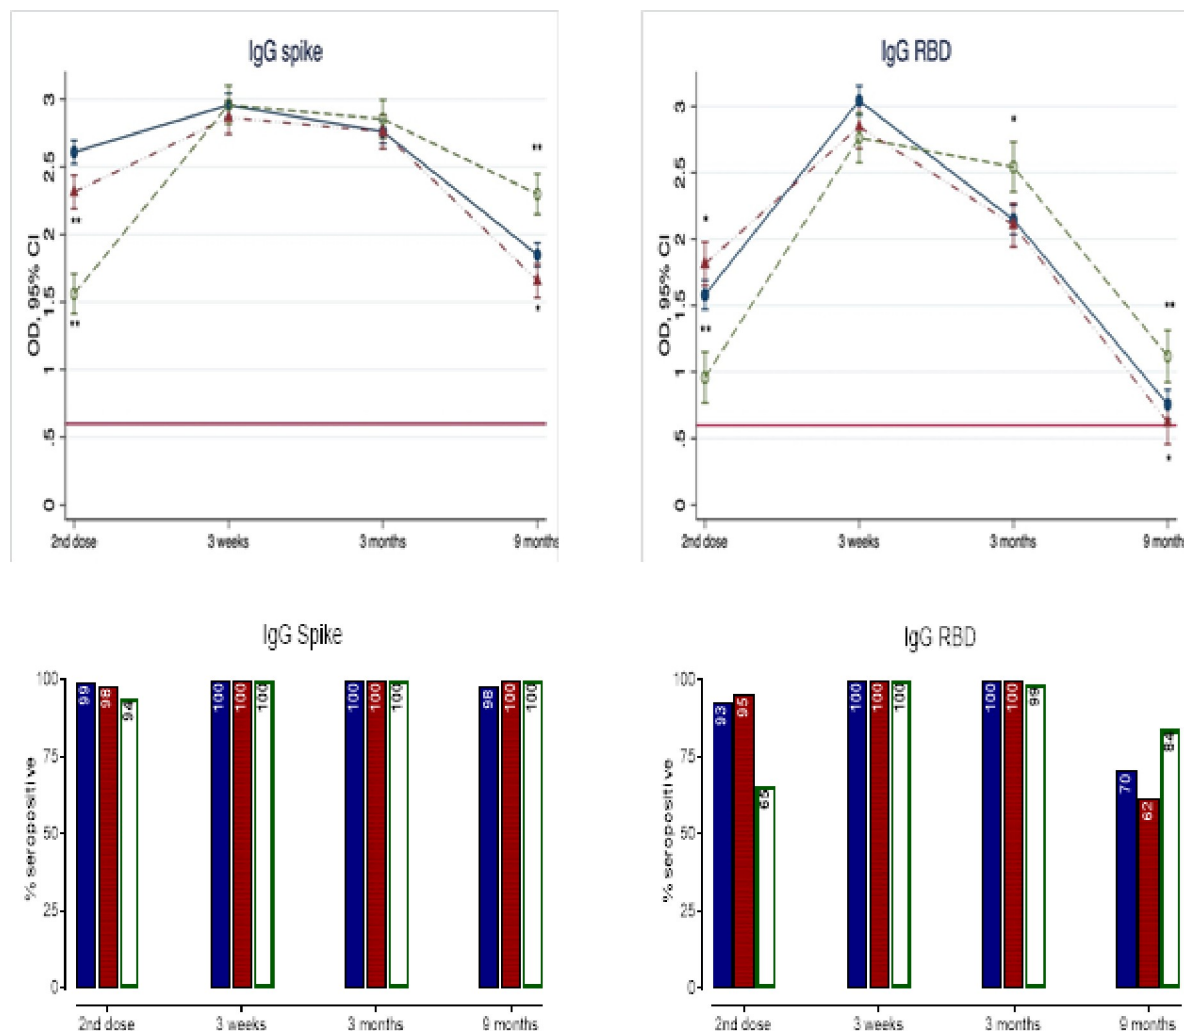 IgG spike
OD, 95% CI
3
2.5
2
1.5
1
.5
0
**
**
**
*
2nd dose
3 weeks
3 months
9 months
IgG RBD
OD, 95% CI
3
2.5
2
1.5
1
.5
0
*
**
*
**
*
2nd dose
3 weeks
3 months
9 months
IgG Spike
% seropositive
100
75
50
25
0
99
98
94
100
100
100
100
100
100
98
100
100
2nd dose
3 weeks
3 months
9 months
IgG RBD
% seropositive
100
75
50
25
0
93
95
65
100
100
100
100
100
99
70
62
84
2nd dose
3 weeks
3 months
9 months